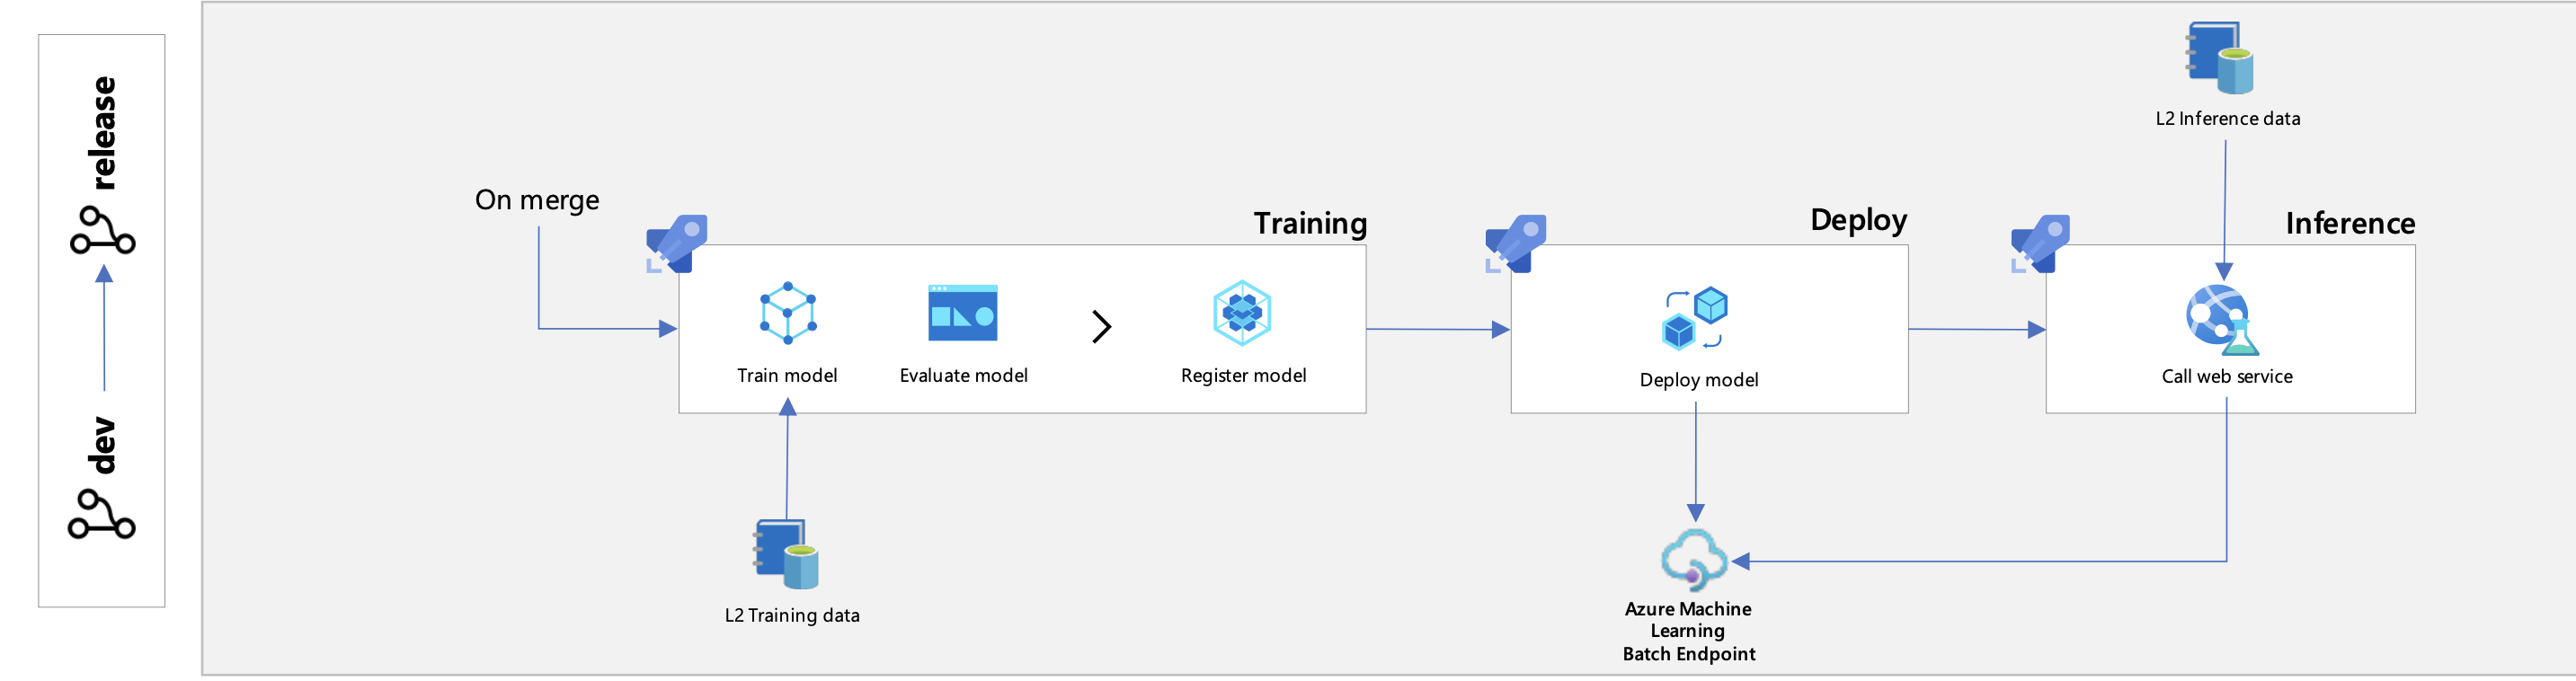 release
dev
On merge
Training
Train model
Evaluate model
Register model
L2 Training data
Deploy
Deploy model
Azure Machine
Learning
Batch Endpoint
L2 Inference data
Inference
Call web service